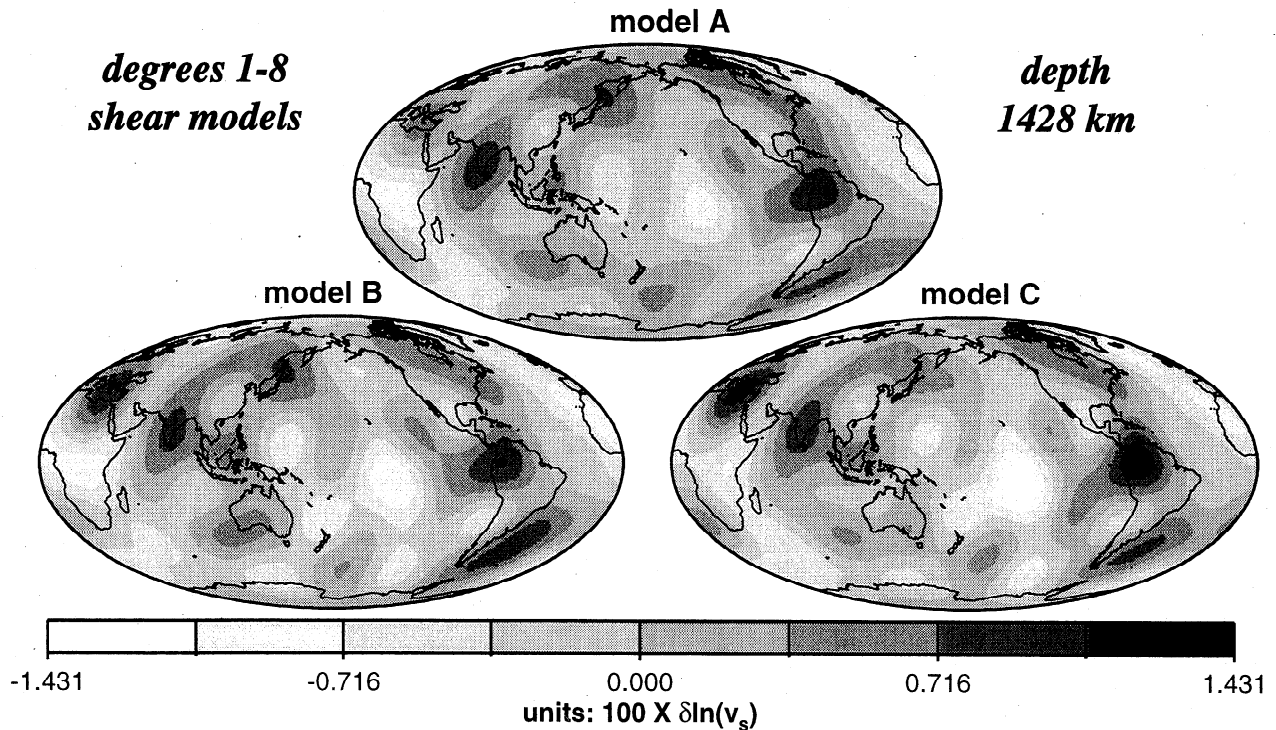 model A
degrees 1-8
shear models
depth
1428 km
model B
model C
-1.431
-0.716
0.000
0.716
1.431
units: 100 X δln(vs)